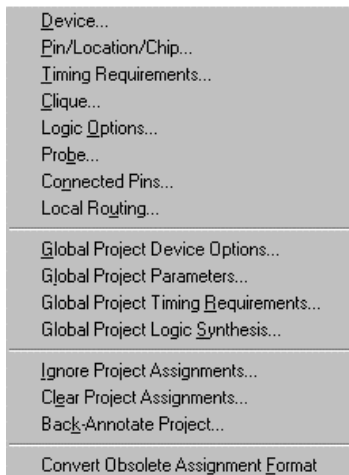 Device...
Pin/Location/Chip...
Timing Requirements...
Clique...
Logic Options...
Probe...
Connected Pins...
Local Routing...
Global Project Device Options...
Global Project Parameters...
Global Project Timing Requirements...
Global Project Logic Synthesis...
Ignore Project Assignments...
Clear Project Assignments...
Back-Annotate Project...
Convert Obsolete Assignment Format